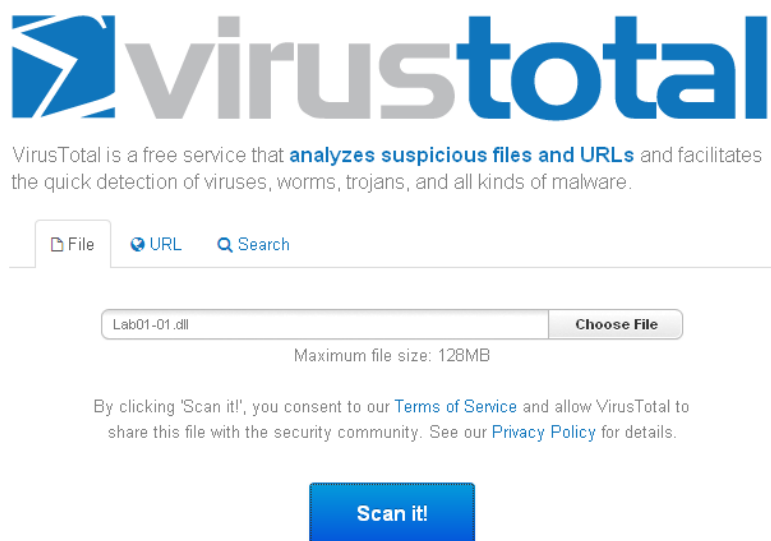 virustotal
VirusTotal is a free service that analyzes suspicious files and URLs and facilitates
the quick detection of viruses, worms, trojans, and all kinds of malware.
File URL Search
Lab01-01.dll Choose File
Maximum file size: 128MB
By clicking 'Scan it!', you consent to our Terms of Service and allow VirusTotal to
share this file with the security community. See our Privacy Policy for details.
Scan it!